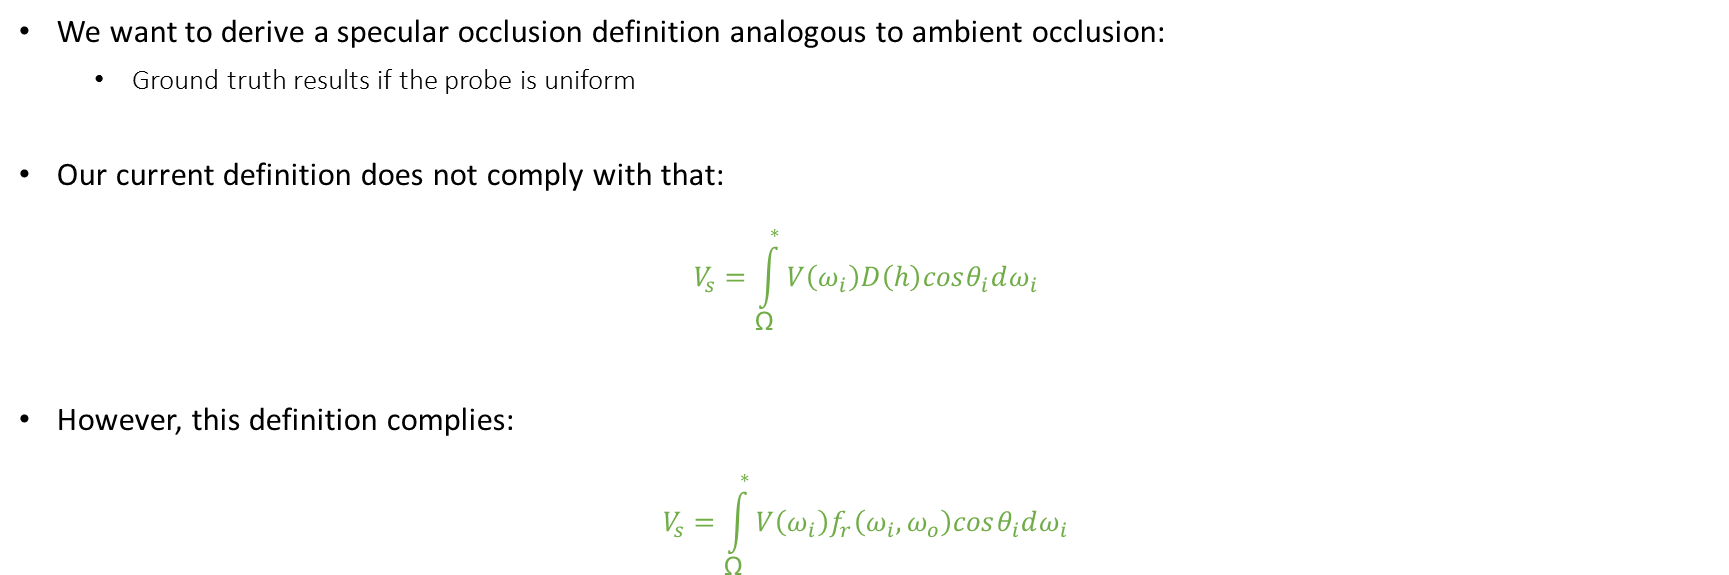 • We want to derive a specular occlusion definition analogous to ambient occlusion:
• Ground truth results if the probe is uniform
• Our current definition does not comply with that:
V_s = ∫_Ω^* V(ω_i)D(h)cosθ_i dω_i
• However, this definition complies:
V_s = ∫_Ω^* V(ω_i)f_r(ω_i, ω_o)cosθ_i dω_i